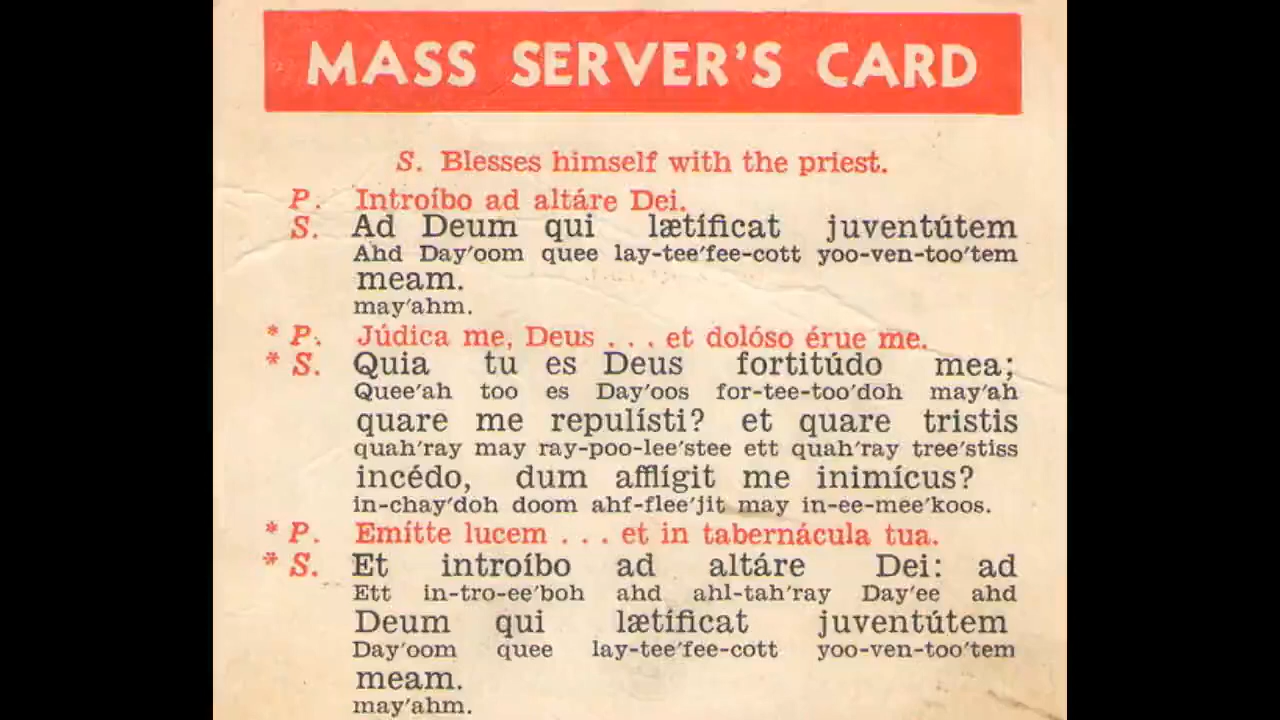 MASS SERVER'S CARD
S. Blesses himself with the priest.
P. Introíbo ad altáre Dei.
S. Ad Deum qui lætíficat juventútem
Ahd Day′oom quee lay-tee′fee-cott yoo-ven-too′tem
meam.
may′ahm.
* P. Júdica me, Deus . . . et dolóso érue me.
* S. Quia tu es Deus fortitúdo mea;
Quee′ah too es Day′oos for-tee-too′doh may′ah
quare me repulísti? et quare tristis
quah′ray may ray-poo-lee′stee ett quah′ray tree′stiss
incédo, dum afflígit me inimícus?
in-chay′doh doom ahf-flee′jit may in-ee-mee′koos.
* P. Emítte lucem . . . et in tabernácula tua.
* S. Et introíbo ad altáre Dei: ad
Ett in-tro-ee′boh ahd ahl-tah′ray Day′ee ahd
Deum qui lætíficat juventútem
Day′oom quee lay-tee′fee-cott yoo-ven-too′tem
meam.
may′ahm.